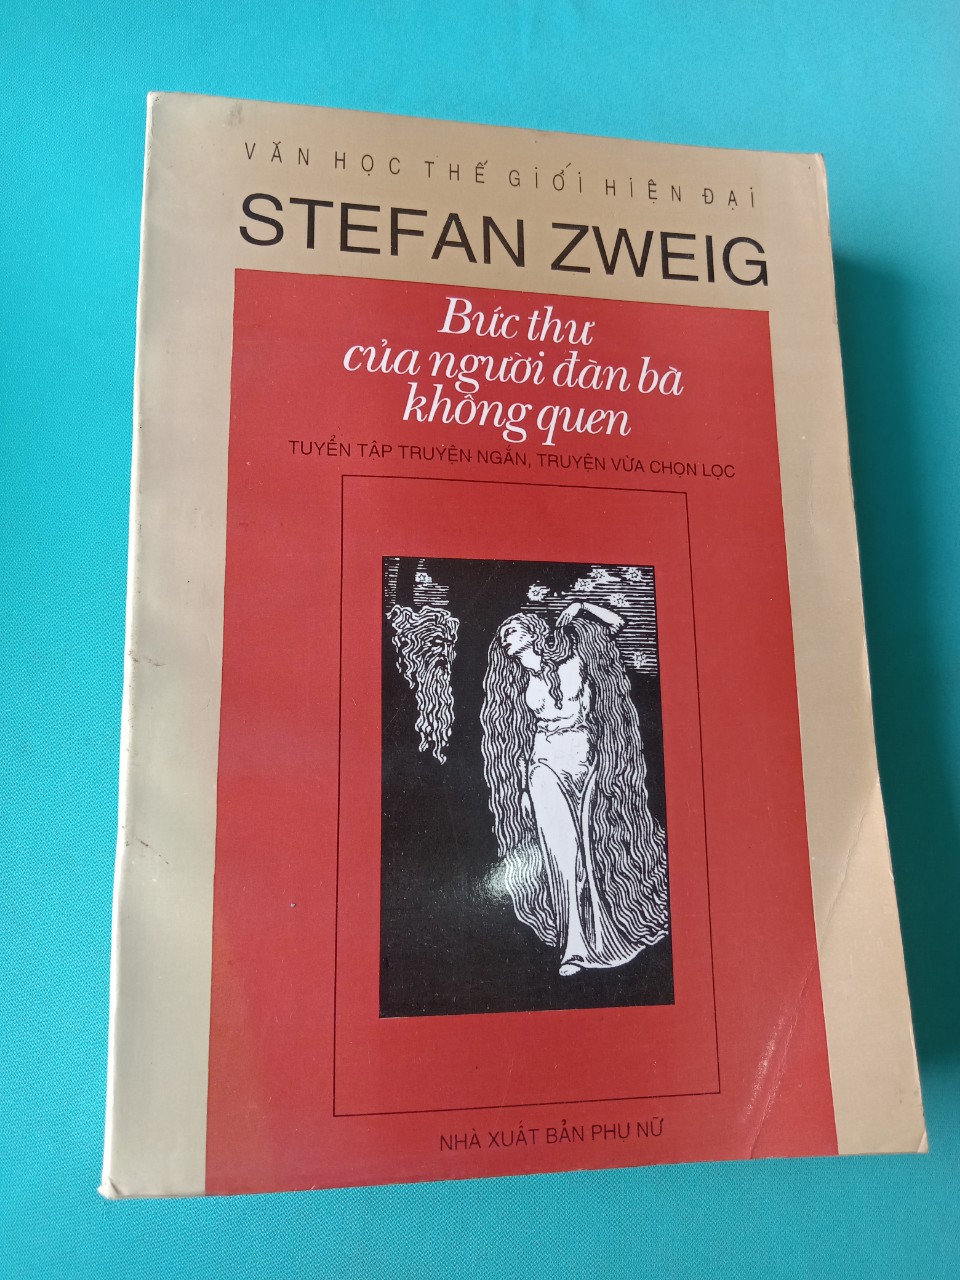 VĂN HỌC THẾ GIỚI HIỆN ĐẠI
STEFAN ZWEIG
Bức thư
của người đàn bà
không quen
TUYỂN TẬP TRUYỆN NGẮN, TRUYỆN VỪA CHỌN LỌC
NHÀ XUẤT BẢN PHỤ NỮ